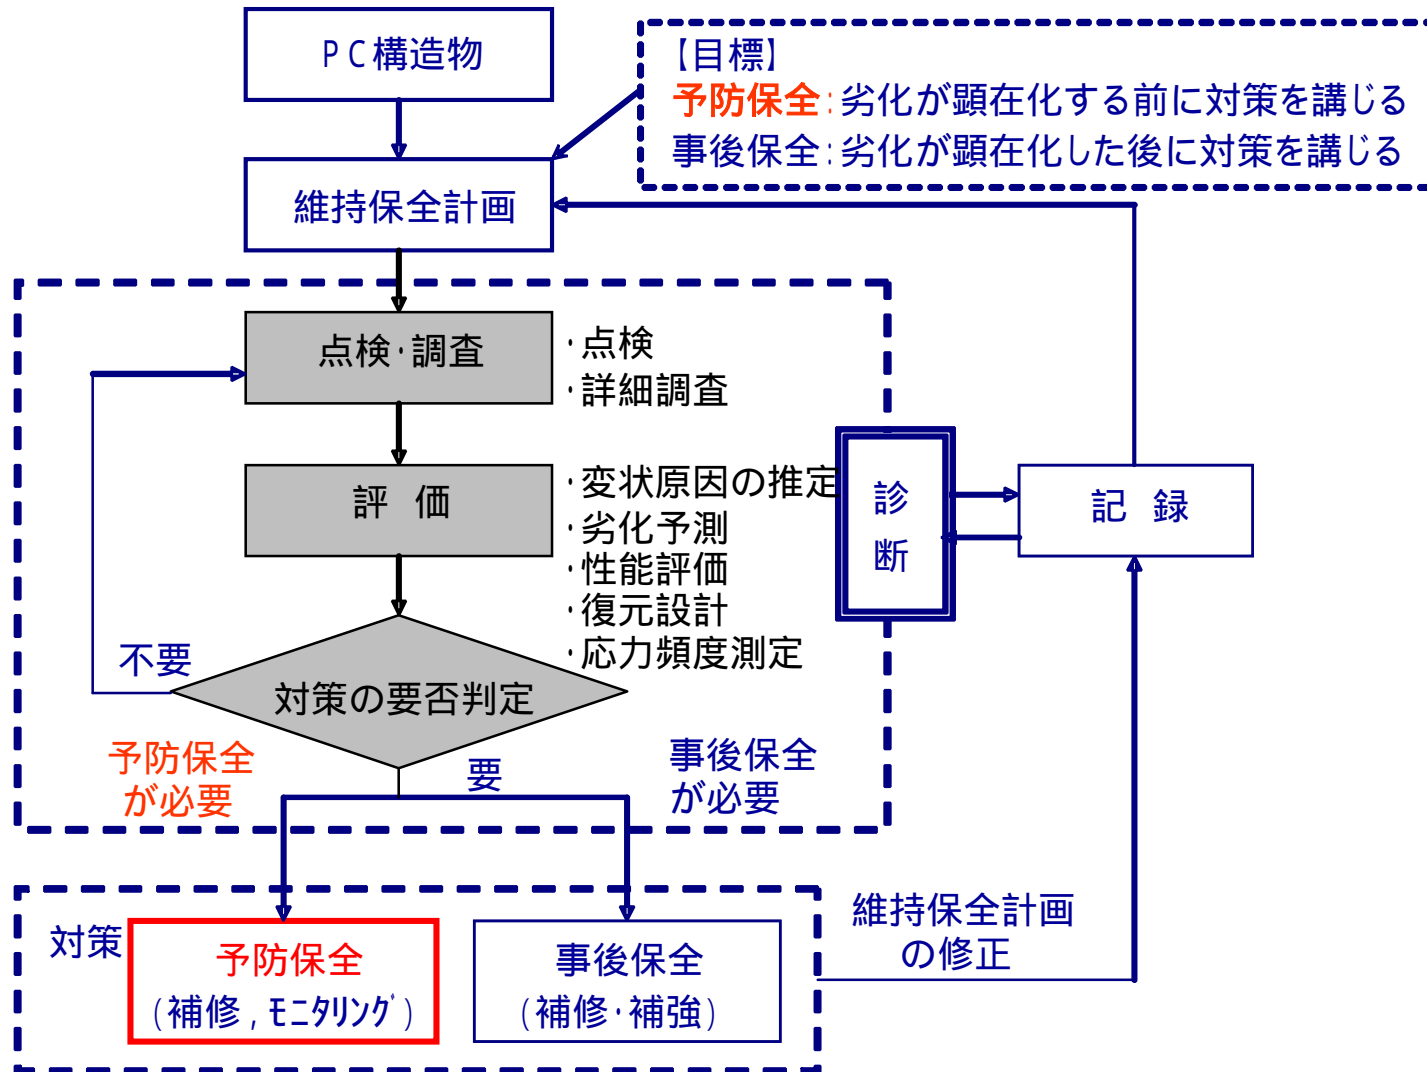 PC構造物
【目標】
予防保全:劣化が顕在化する前に対策を講じる
事後保全:劣化が顕在化した後に対策を講じる
維持保全計画
点検・調査
・点検
・詳細調査
評 価
・変状原因の推定
・劣化予測
・性能評価
・復元設計
・応力頻度測定
診
断
記 録
不要
対策の要否判定
予防保全
が必要
要
事後保全
が必要
対策
予防保全
(補修,モニタリング)
事後保全
(補修・補強)
維持保全計画
の修正